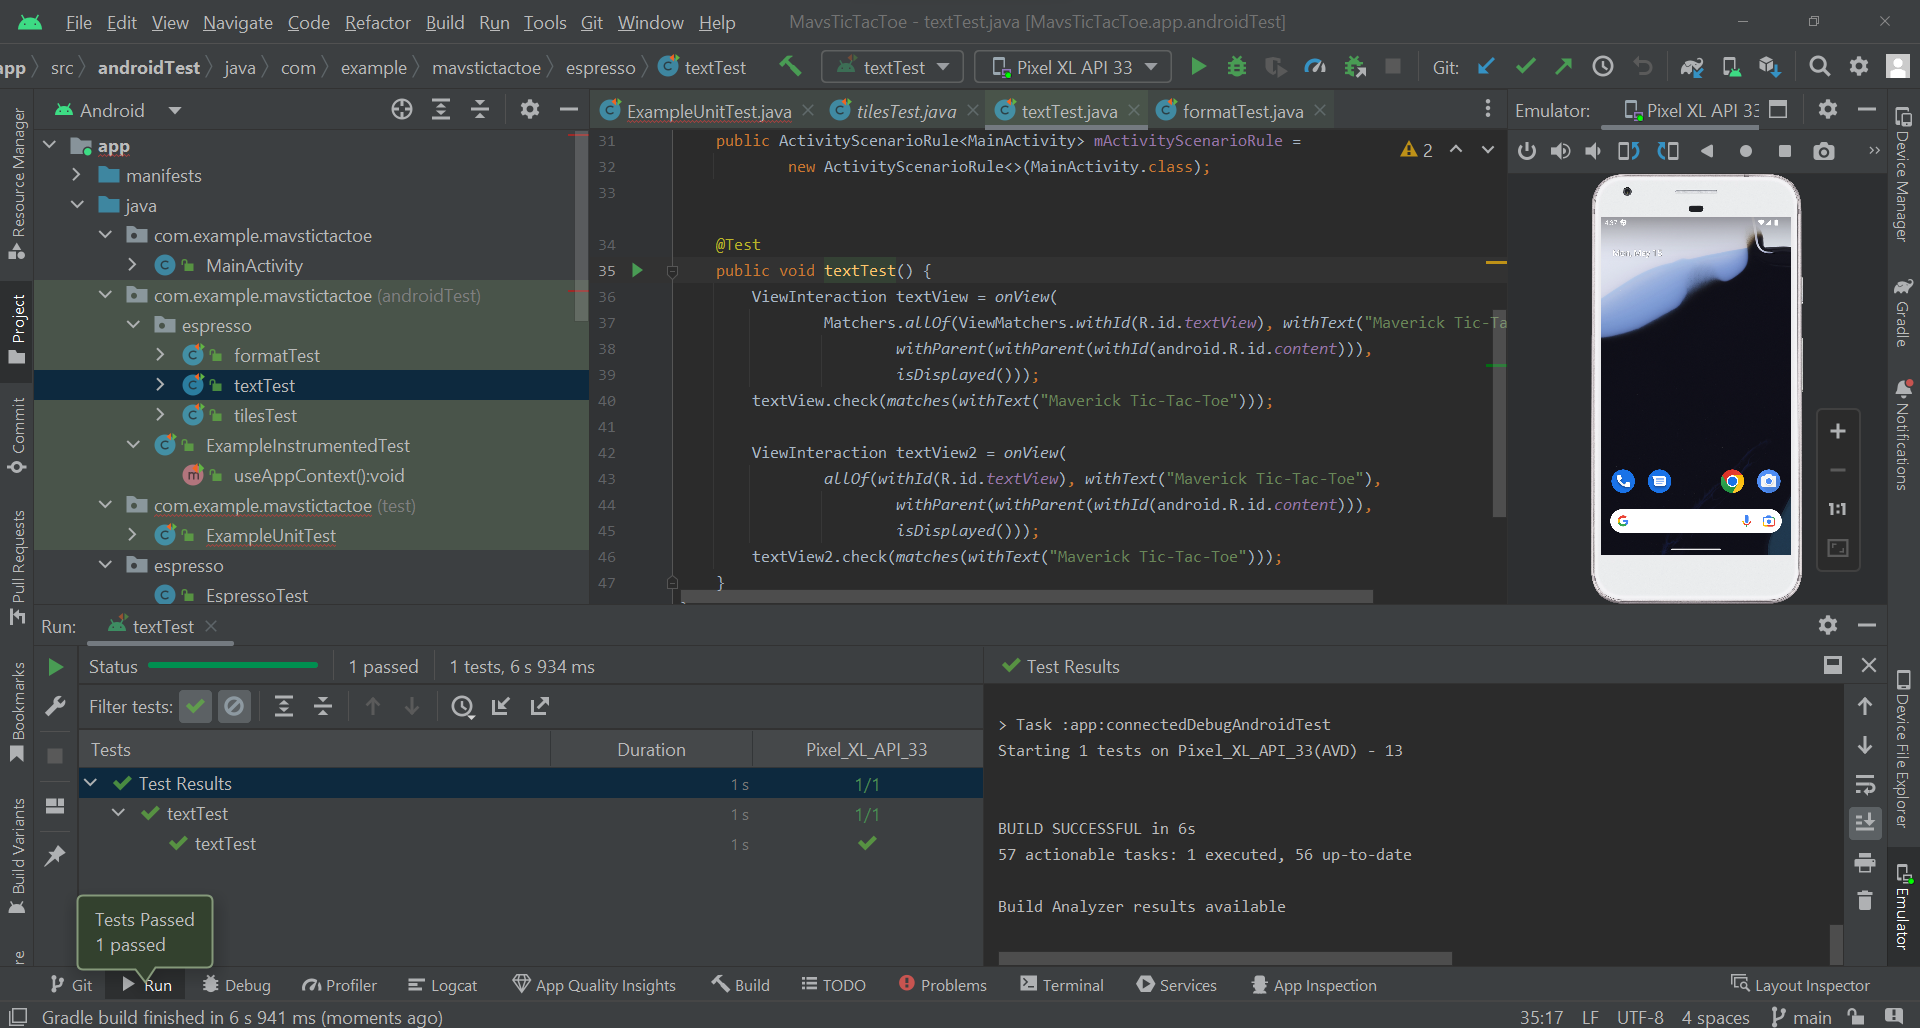 File Edit View Navigate Code Refactor Build Run Tools Git Window Help MavsTicTacToe - textTest.java [MavsTicTacToe.app.androidTest]
app src androidTest java com example mavstictactoe espresso textTest textTest Pixel XL API 33 Git:
Android
ExampleUnitTest.java tilesTest.java textTest.java formatTest.java
Emulator: Pixel XL API 33
Resource Manager
Project
Commit
Pull Requests
Bookmarks
Build Variants
app
manifests
java
com.example.mavstictactoe
MainActivity
com.example.mavstictactoe (androidTest)
espresso
formatTest
textTest
tilesTest
ExampleInstrumentedTest
useAppContext():void
com.example.mavstictactoe (test)
ExampleUnitTest
espresso
EspressoTest
2
31 public ActivityScenarioRule<MainActivity> mActivityScenarioRule =
32 new ActivityScenarioRule<>(MainActivity.class);
33
34 @Test
35 public void textTest() {
36 ViewInteraction textView = onView(
37 Matchers.allOf(ViewMatchers.withId(R.id.textView), withText("Maverick Tic-Ta
38 withParent(withParent(withId(android.R.id.content))),
39 isDisplayed()));
40 textView.check(matches(withText("Maverick Tic-Tac-Toe")));
41
42 ViewInteraction textView2 = onView(
43 allOf(withId(R.id.textView), withText("Maverick Tic-Tac-Toe"),
44 withParent(withParent(withId(android.R.id.content))),
45 isDisplayed()));
46 textView2.check(matches(withText("Maverick Tic-Tac-Toe")));
47 }
4:37
1:1
Device Manager
Gradle
Notifications
Device File Explorer
Emulator
Run: textTest
Status 1 passed 1 tests, 6 s 934 ms
Filter tests:
Tests Duration Pixel_XL_API_33
Test Results 1 s 1/1
textTest 1 s 1/1
textTest 1 s
Test Results
> Task :app:connectedDebugAndroidTest
Starting 1 tests on Pixel_XL_API_33(AVD) - 13
BUILD SUCCESSFUL in 6s
57 actionable tasks: 1 executed, 56 up-to-date
Build Analyzer results available
Tests Passed
1 passed
Git Run Debug Profiler Logcat App Quality Insights Build TODO Problems Terminal Services App Inspection Layout Inspector
Gradle build finished in 6 s 941 ms (moments ago) 35:17 LF UTF-8 4 spaces main